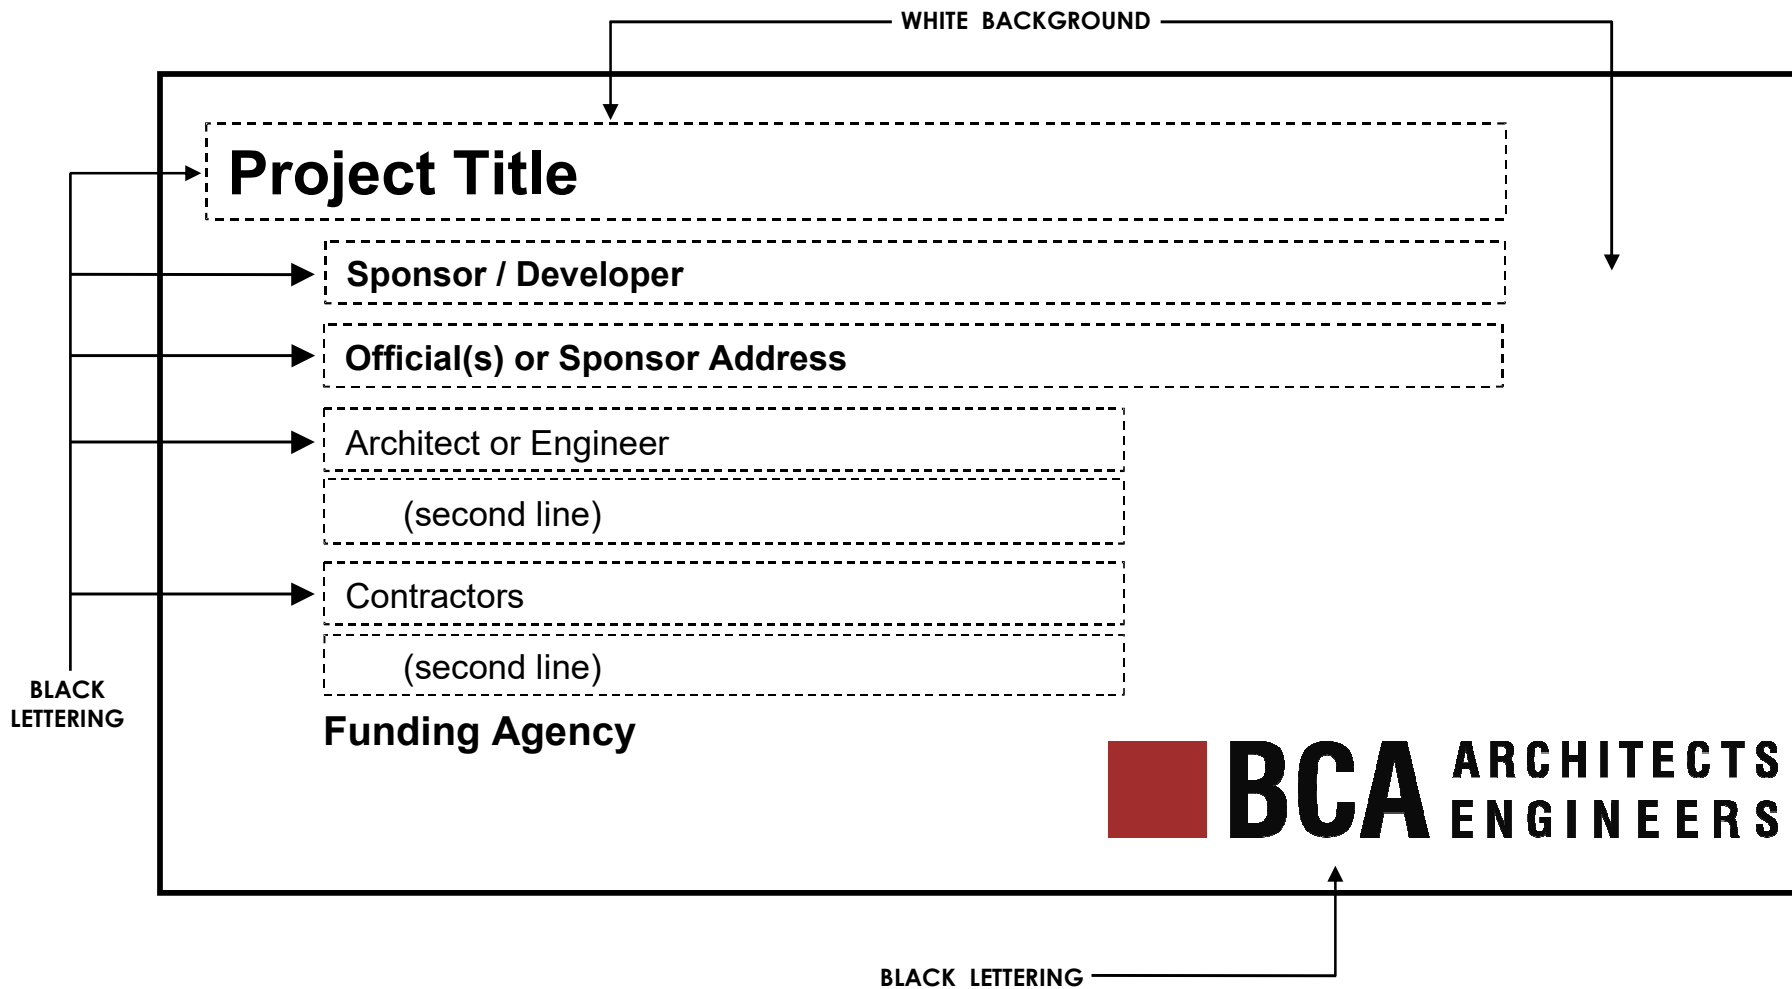 WHITE BACKGROUND
Project Title
Sponsor / Developer
Official(s) or Sponsor Address
Architect or Engineer
(second line)
Contractors
(second line)
BLACK
LETTERING
Funding Agency
BCA ARCHITECTS
ENGINEERS
BLACK LETTERING